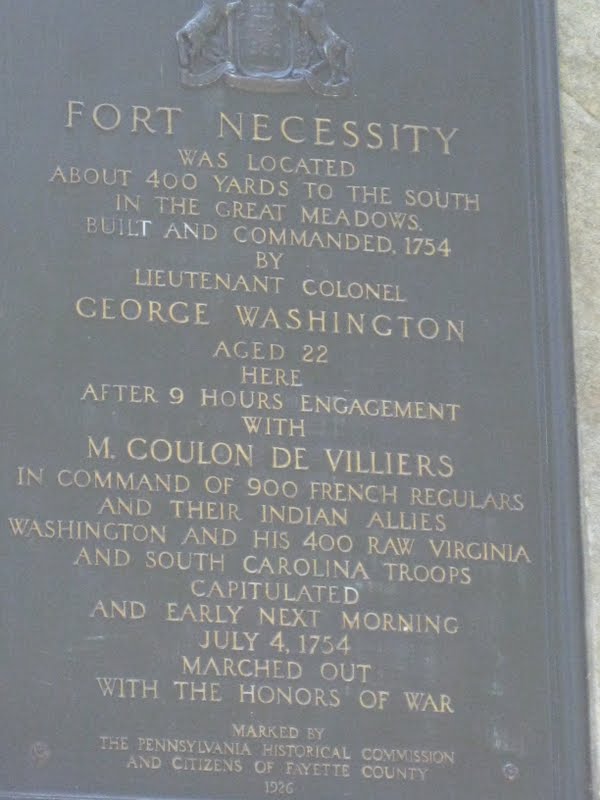 FORT NECESSITY
WAS LOCATED
ABOUT 400 YARDS TO THE SOUTH
IN THE GREAT MEADOWS.
BUILT AND COMMANDED, 1754
BY
LIEUTENANT COLONEL
GEORGE WASHINGTON
AGED 22
HERE
AFTER 9 HOURS ENGAGEMENT
WITH
M. COULON DE VILLIERS
IN COMMAND OF 900 FRENCH REGULARS
AND THEIR INDIAN ALLIES
WASHINGTON AND HIS 400 RAW VIRGINIA
AND SOUTH CAROLINA TROOPS
CAPITULATED
AND EARLY NEXT MORNING
JULY 4, 1754
MARCHED OUT
WITH THE HONORS OF WAR
MARKED BY
THE PENNSYLVANIA HISTORICAL COMMISSION
AND CITIZENS OF FAYETTE COUNTY
1926